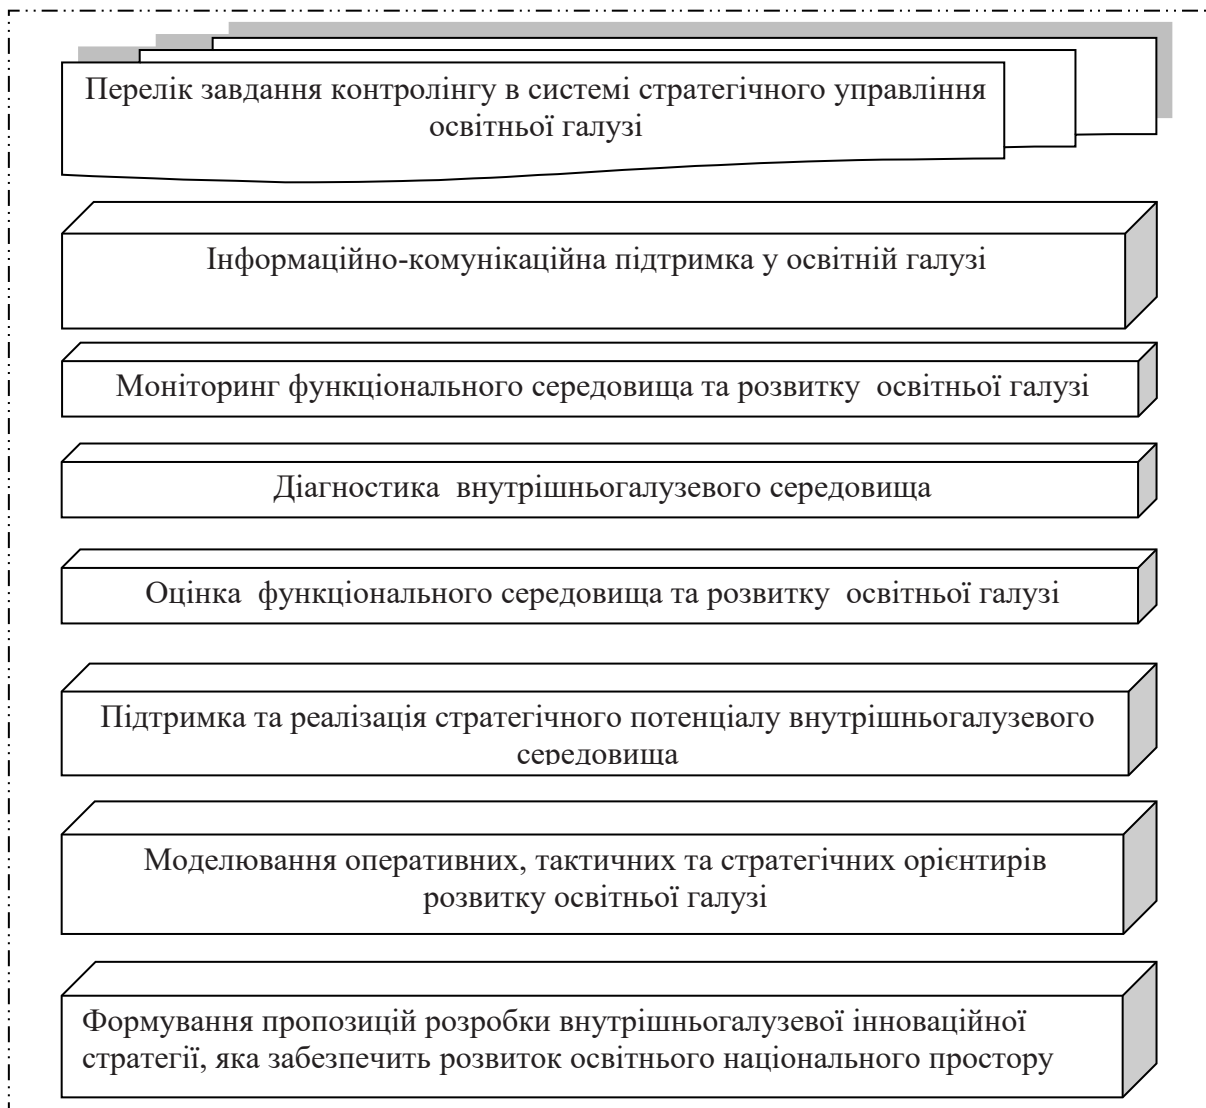 Перелік завдання контролінгу в системі стратегічного управління
освітньої галузі
Інформаційно-комунікаційна підтримка у освітній галузі
Моніторинг функціонального середовища та розвитку освітньої галузі
Діагностика внутрішньогалузевого середовища
Оцінка функціонального середовища та розвитку освітньої галузі
Підтримка та реалізація стратегічного потенціалу внутрішньогалузевого
середовища
Моделювання оперативних, тактичних та стратегічних орієнтирів
розвитку освітньої галузі
Формування пропозицій розробки внутрішньогалузевої інноваційної
стратегії, яка забезпечить розвиток освітнього національного простору